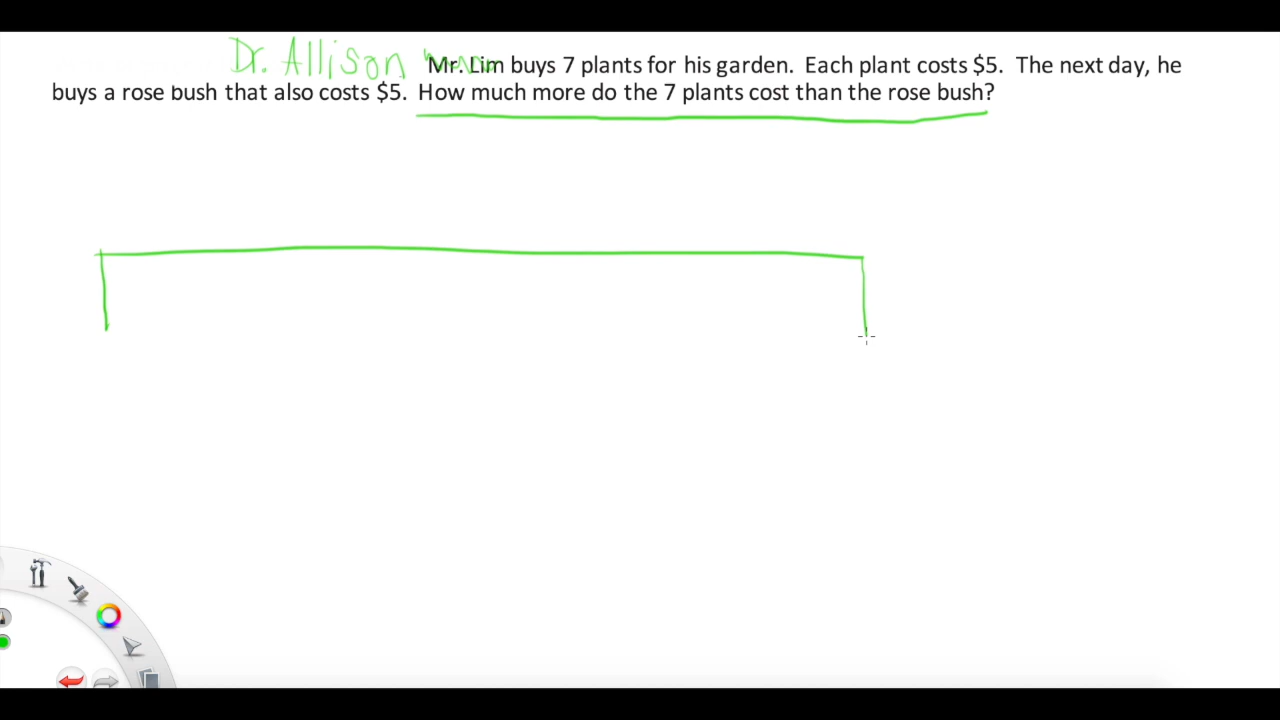 Dr. Allison Mr. Lim buys 7 plants for his garden. Each plant costs $5. The next day, he
buys a rose bush that also costs $5. How much more do the 7 plants cost than the rose bush?